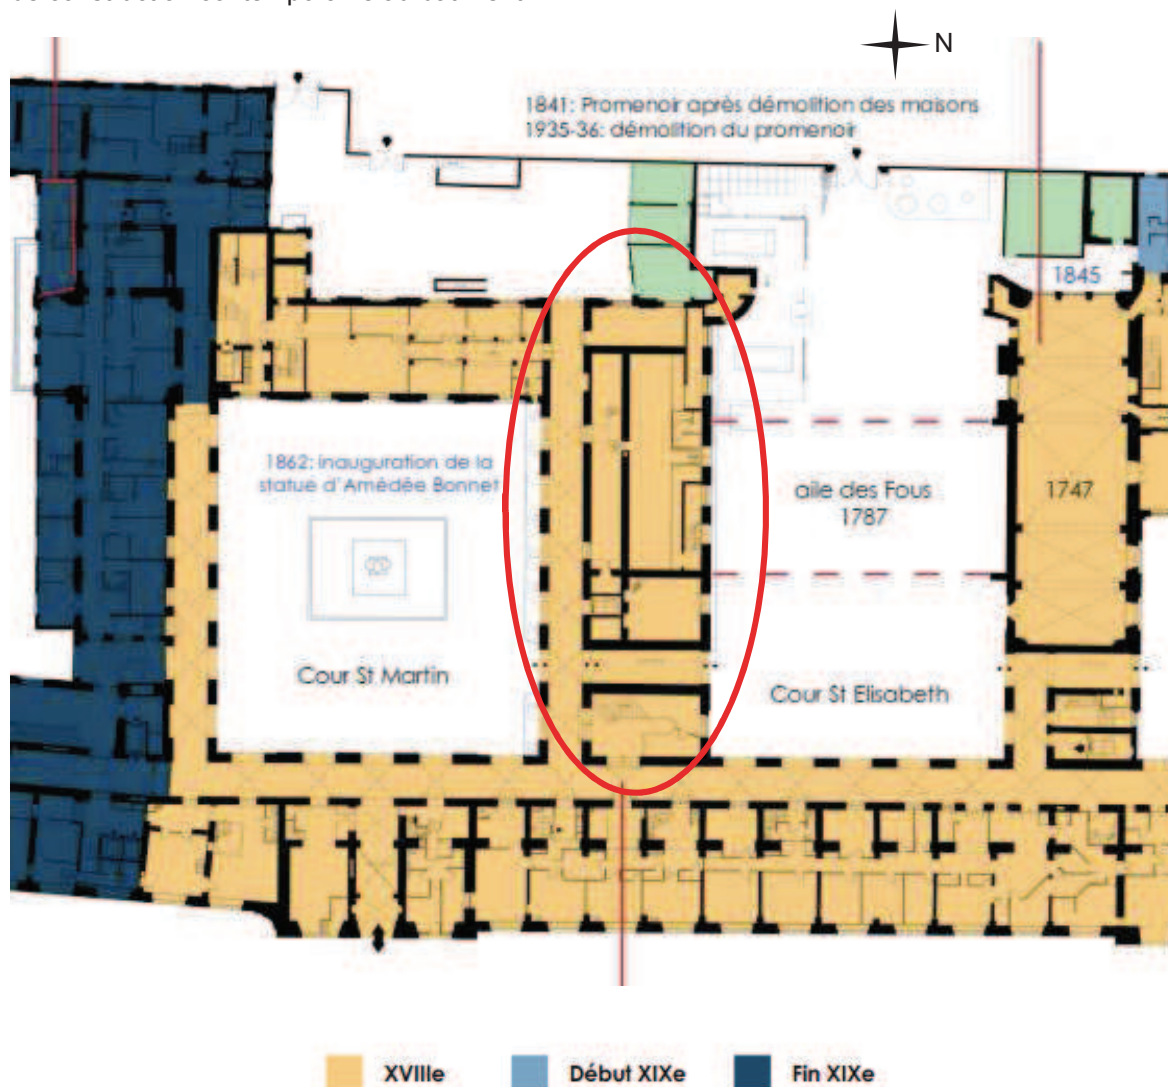 N
1841: Promenoir après démolition des maisons
1935-36: démolition du promenoir
1845
1862: inauguration de la
statue d'Amédée Bonnet
aile des Fous
1787
1747
Cour St Martin
Cour St Elisabeth
XVIIIe
Début XIXe
Fin XIXe